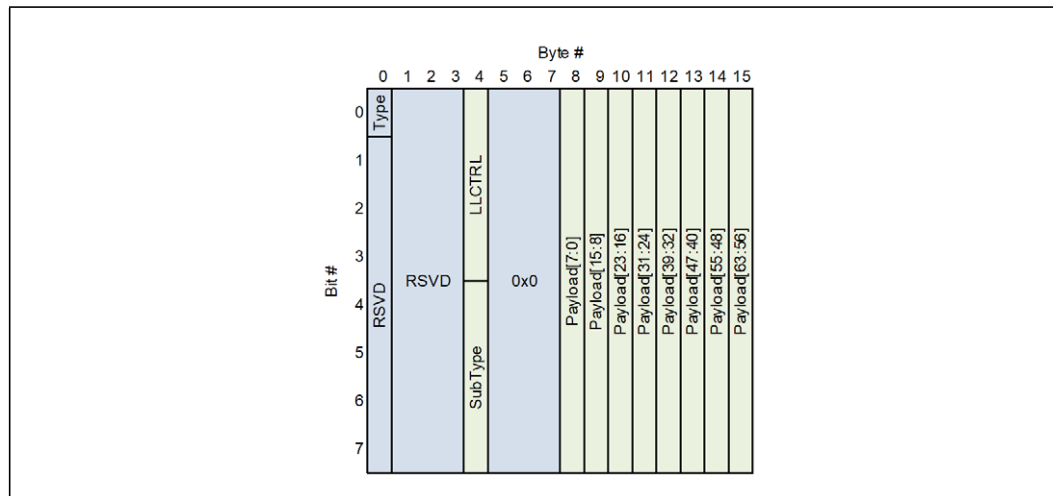 Byte #
0 1 2 3 4 5 6 7 8 9 10 11 12 13 14 15
Bit #
0
1
2
3
4
5
6
7
Type
RSVD
RSVD
LLCTRL
SubType
0x0
Payload[7:0]
Payload[15:8]
Payload[23:16]
Payload[31:24]
Payload[39:32]
Payload[47:40]
Payload[55:48]
Payload[63:56]